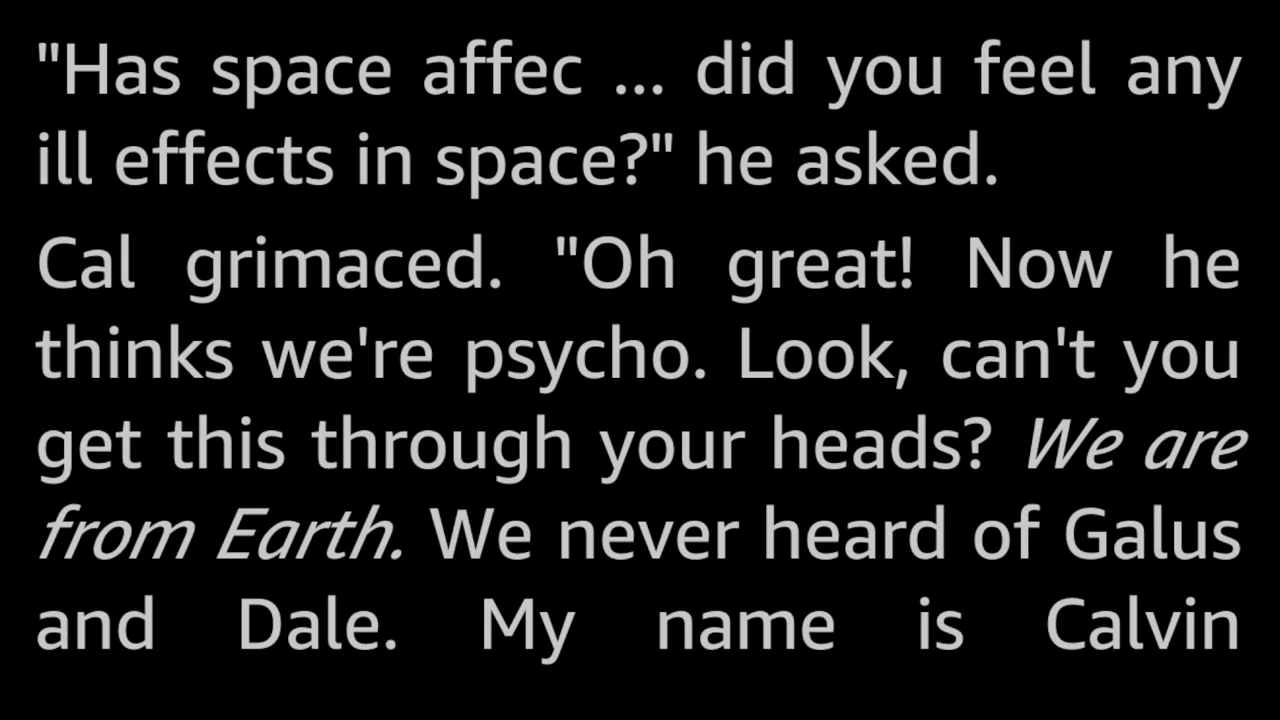 "Has space affec ... did you feel any
ill effects in space?" he asked.
Cal grimaced. "Oh great! Now he
thinks we're psycho. Look, can't you
get this through your heads? We are
from Earth. We never heard of Galus
and Dale. My name is Calvin